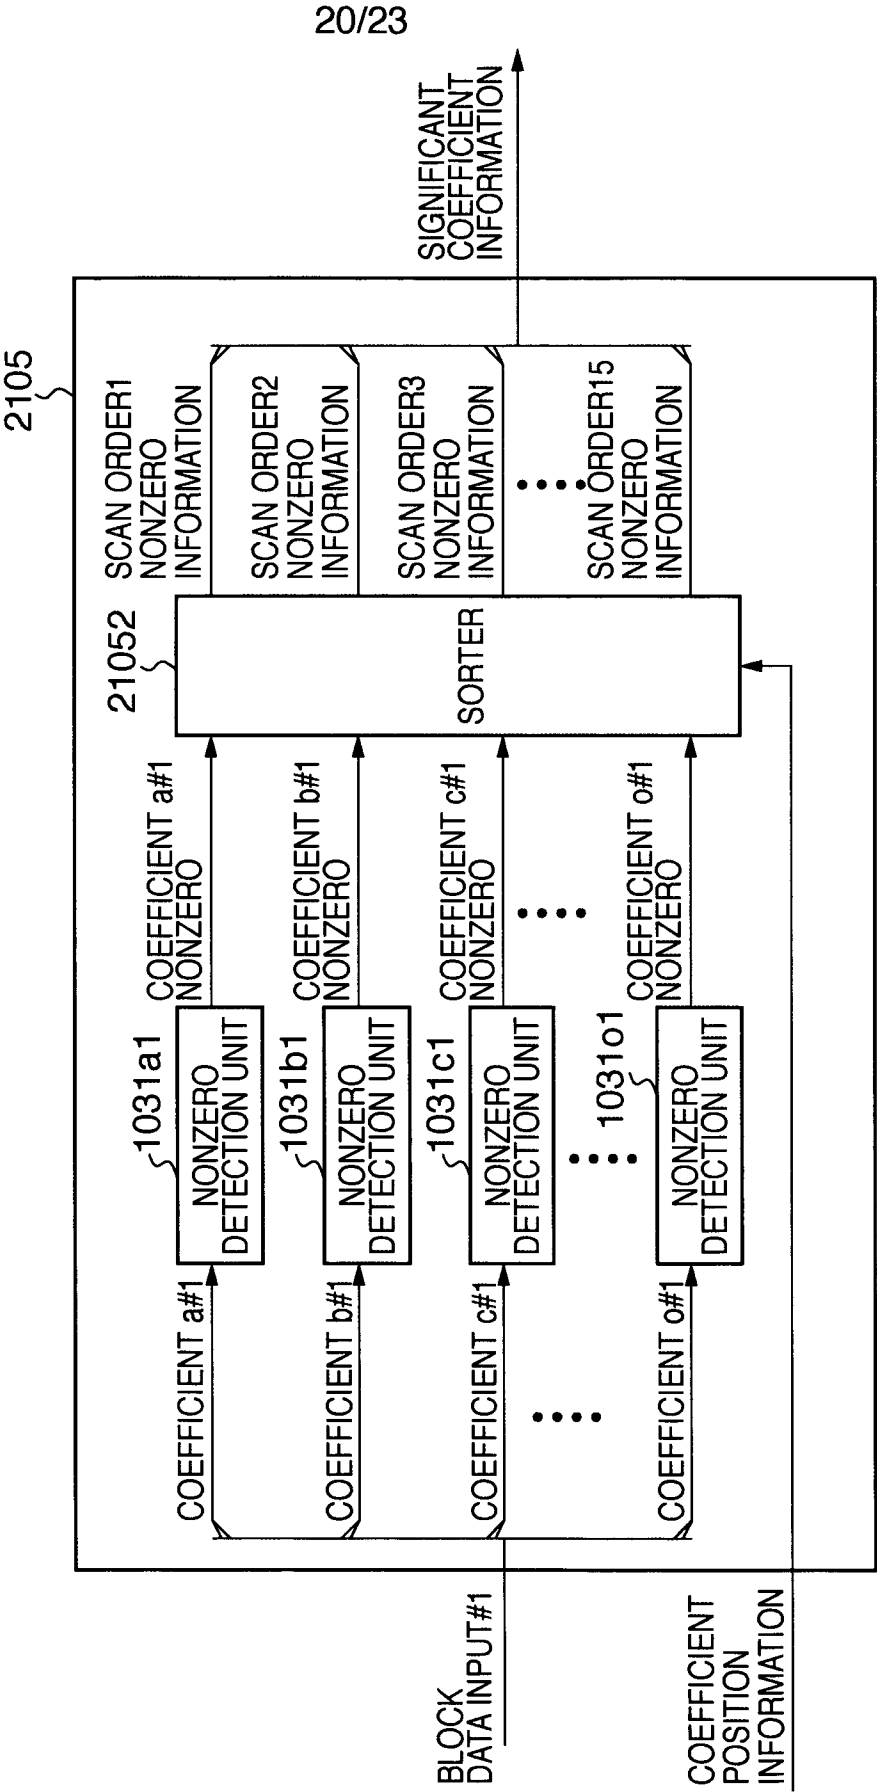 20/23
2105
BLOCK
DATA INPUT#1
COEFFICIENT
POSITION
INFORMATION
COEFFICIENT a#1
COEFFICIENT b#1
COEFFICIENT c#1
COEFFICIENT o#1
1031a1
NONZERO
DETECTION UNIT
1031b1
NONZERO
DETECTION UNIT
1031c1
NONZERO
DETECTION UNIT
1031o1
NONZERO
DETECTION UNIT
COEFFICIENT a#1
NONZERO
COEFFICIENT b#1
NONZERO
COEFFICIENT c#1
NONZERO
COEFFICIENT o#1
NONZERO
21052
SORTER
SCAN ORDER1
NONZERO
INFORMATION
SCAN ORDER2
NONZERO
INFORMATION
SCAN ORDER3
NONZERO
INFORMATION
SCAN ORDER15
NONZERO
INFORMATION
SIGNIFICANT
COEFFICIENT
INFORMATION